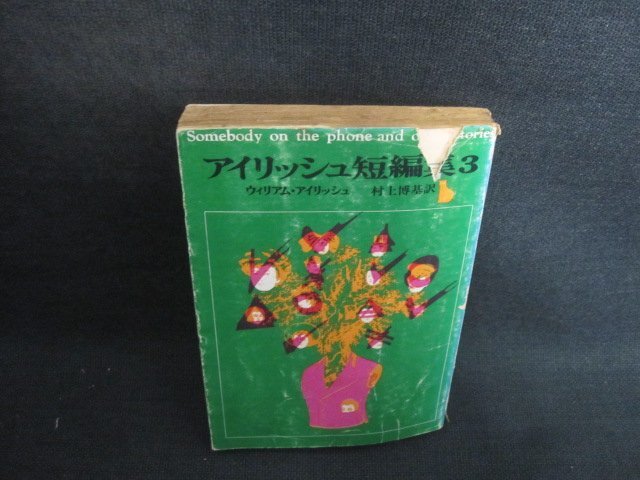 Somebody on the phone and o stories
アイリッシュ短編集3
ウィリアム・アイリッシュ 村上博基訳